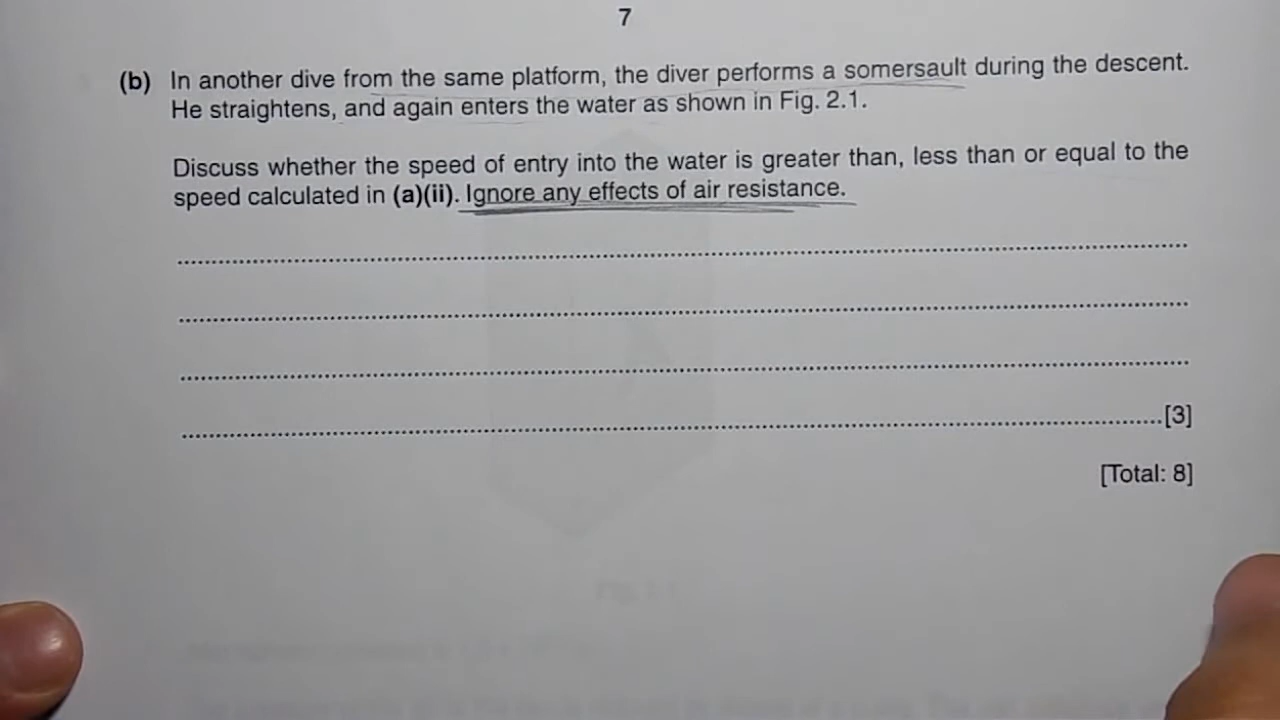 7
(b) In another dive from the same platform, the diver performs a somersault during the descent.
He straightens, and again enters the water as shown in Fig. 2.1.
Discuss whether the speed of entry into the water is greater than, less than or equal to the
speed calculated in (a)(ii). Ignore any effects of air resistance.
[3]
[Total: 8]